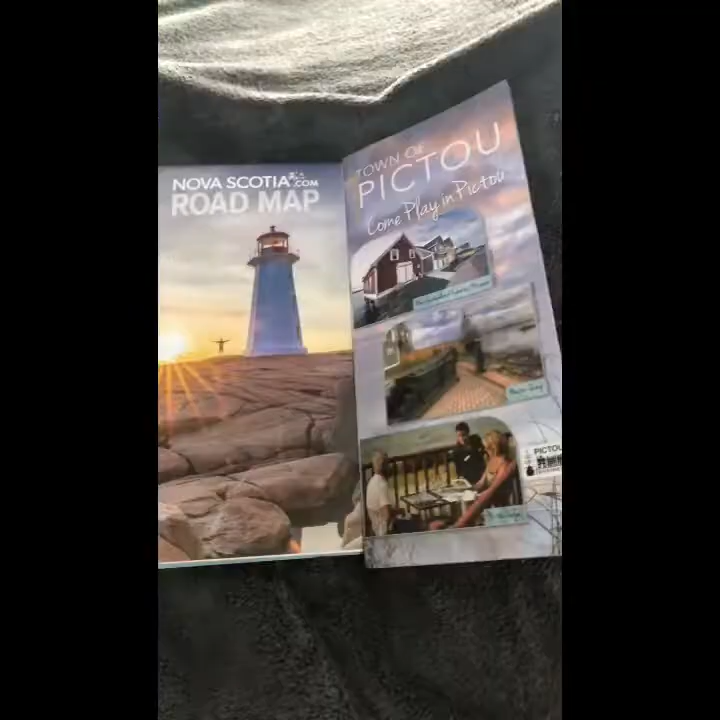 NOVA SCOTIA.COM
ROAD MAP
TOWN OF
PICTOU
Come Play in Pictou
PICTOU